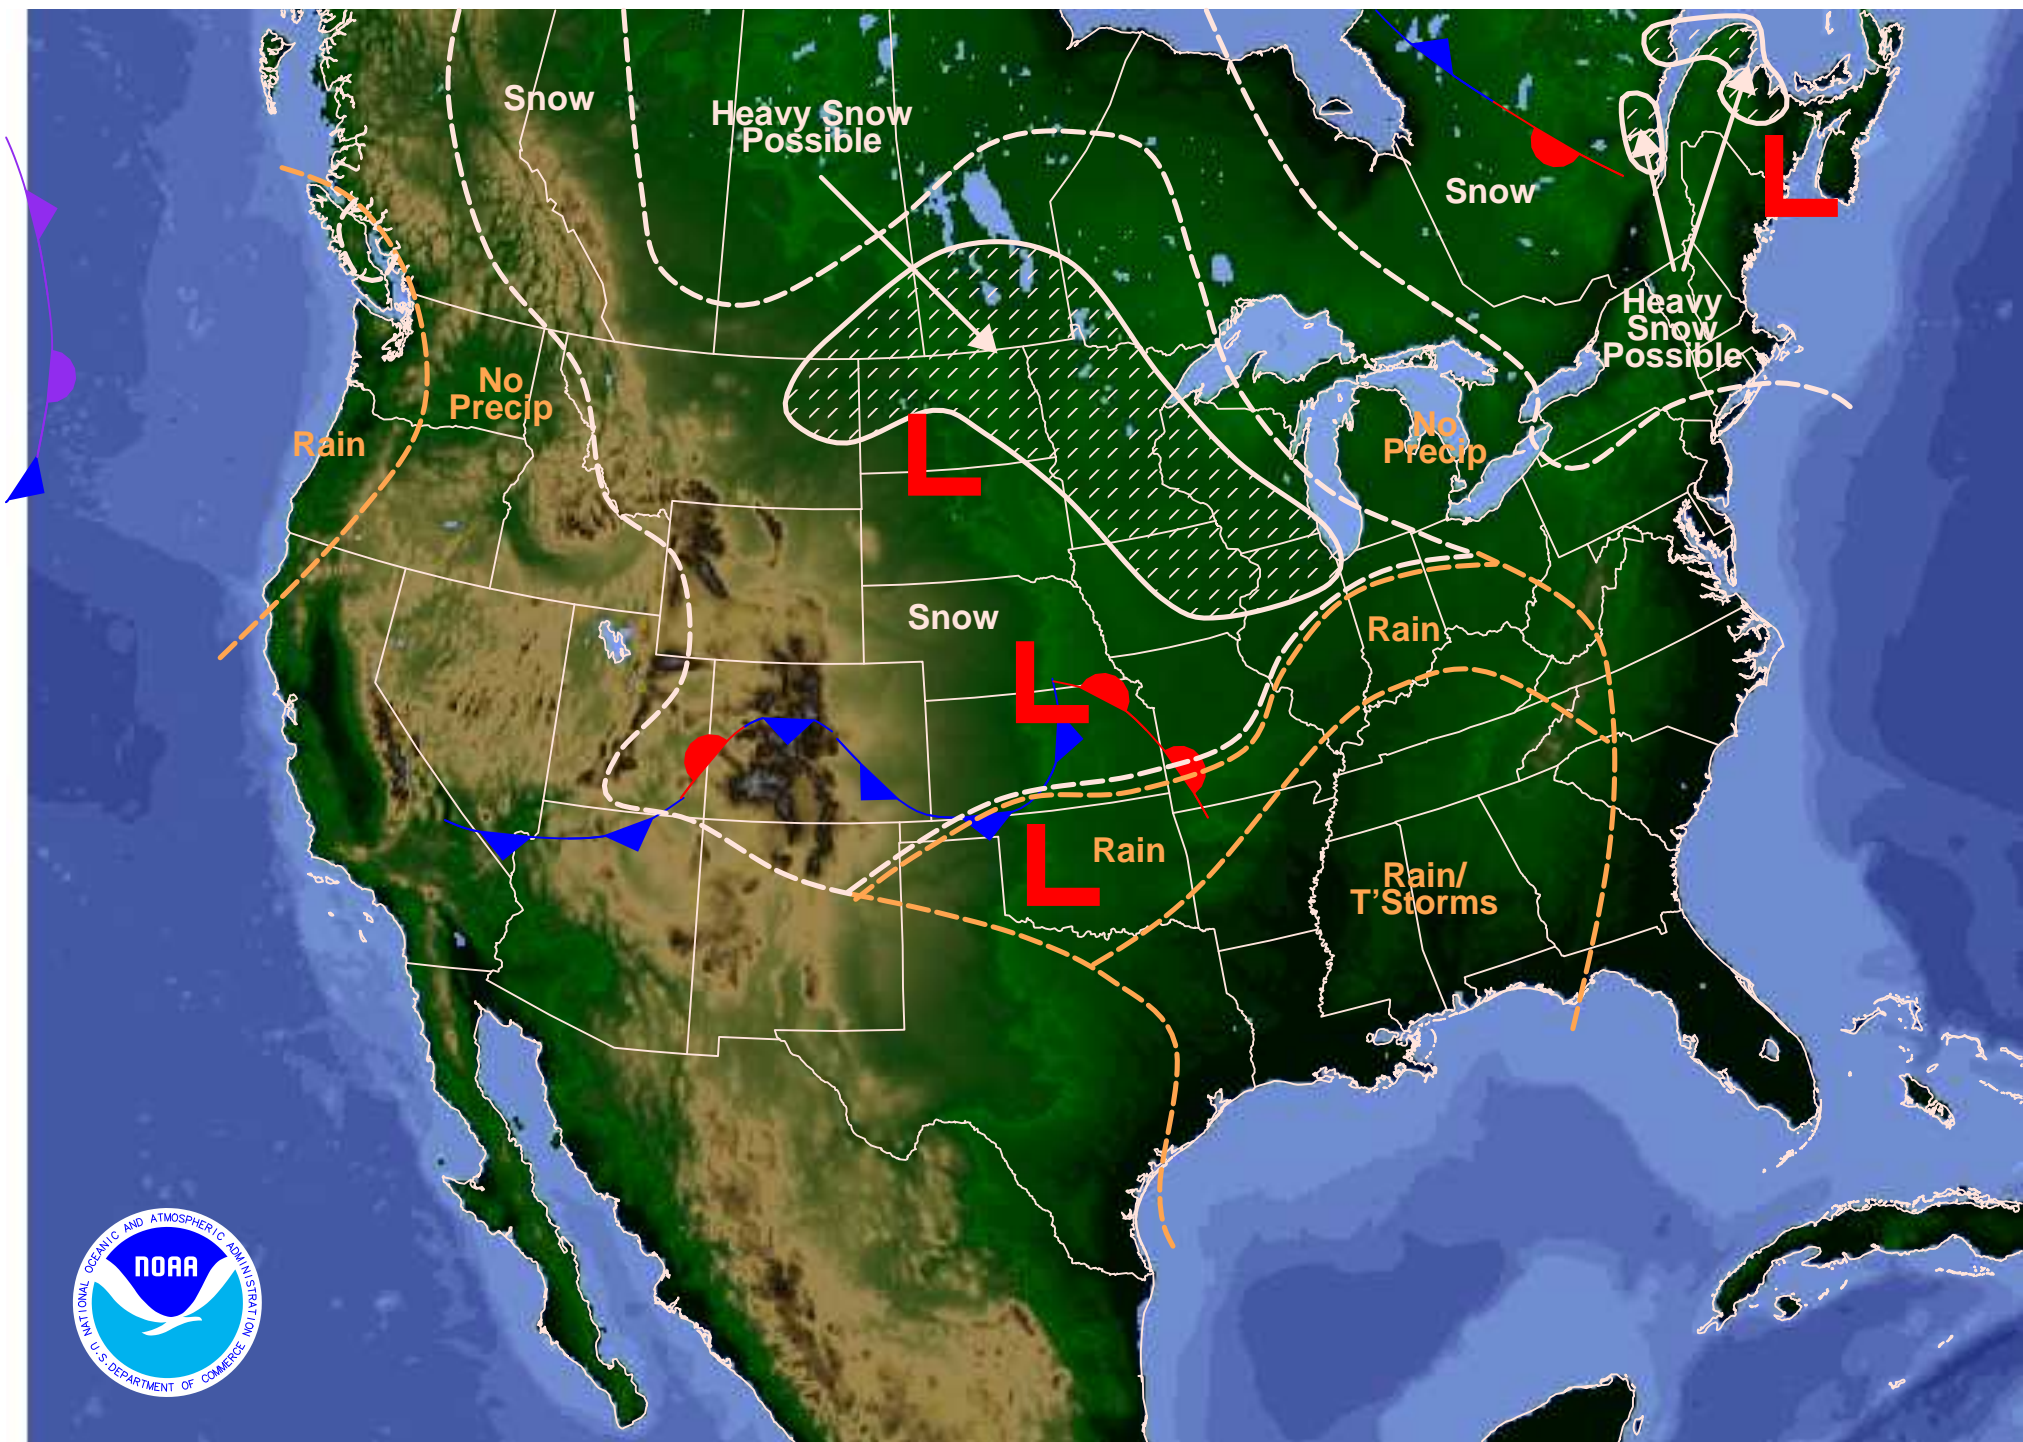 Snow
Heavy Snow
Possible
Snow
Heavy
Snow
Possible
No
Precip
Rain
No
Precip
L
L
Snow
Rain
L
L
Rain
Rain/
T'Storms
NATIONAL OCEANIC AND ATMOSPHERIC ADMINISTRATION
NOAA
U.S. DEPARTMENT OF COMMERCE